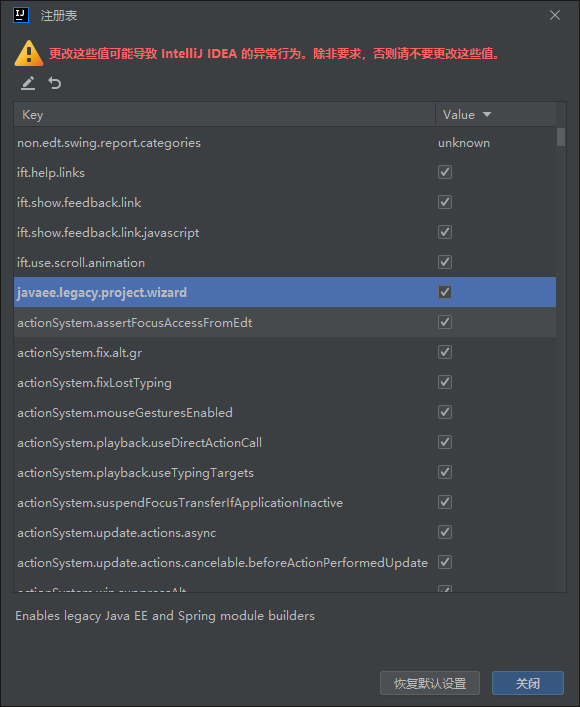 IJ 注册表
更改这些值可能导致 IntelliJ IDEA 的异常行为。除非要求，否则请不要更改这些值。
Key Value
non.edt.swing.report.categories unknown
ift.help.links
ift.show.feedback.link
ift.show.feedback.link.javascript
ift.use.scroll.animation
javaee.legacy.project.wizard
actionSystem.assertFocusAccessFromEdt
actionSystem.fix.alt.gr
actionSystem.fixLostTyping
actionSystem.mouseGesturesEnabled
actionSystem.playback.useDirectActionCall
actionSystem.playback.useTypingTargets
actionSystem.suspendFocusTransferIfApplicationInactive
actionSystem.update.actions.async
actionSystem.update.actions.cancelable.beforeActionPerformedUpdate
actionSystem.win.suppressAlt
Enables legacy Java EE and Spring module builders
恢复默认设置 关闭